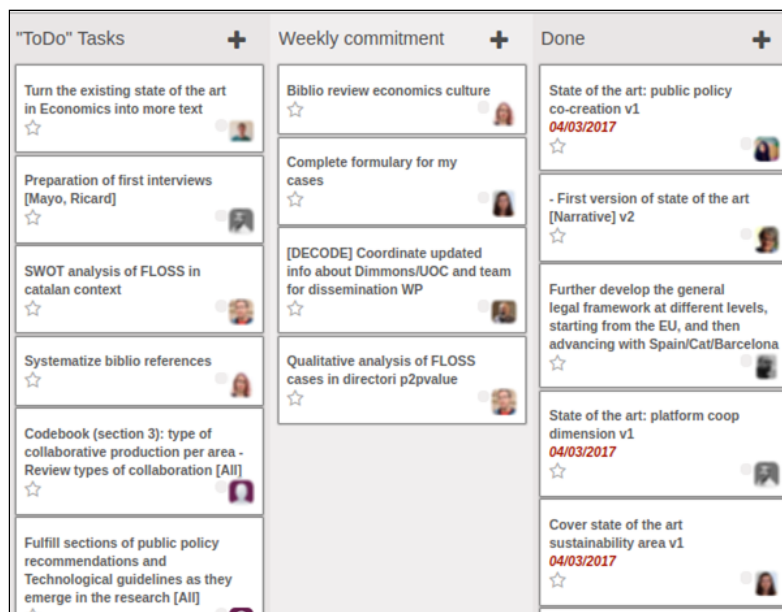 "ToDo" Tasks
Turn the existing state of the art
in Economics into more text
Preparation of first interviews
[Mayo, Ricard]
SWOT analysis of FLOSS in
catalan context
Systematize biblio references
Codebook (section 3): type of
collaborative production per area -
Review types of collaboration [All]
Fulfill sections of public policy
recommendations and
Technological guidelines as they
emerge in the research [All]
Weekly commitment
Biblio review economics culture
Complete formulary for my
cases
[DECODE] Coordinate updated
info about Dimmons/UOC and team
for dissemination WP
Qualitative analysis of FLOSS
cases in directori p2pvalue
Done
State of the art: public policy
co-creation v1
04/03/2017
- First version of state of the art
[Narrative] v2
Further develop the general
legal framework at different levels,
starting from the EU, and then
advancing with Spain/Cat/Barcelona
State of the art: platform coop
dimension v1
04/03/2017
Cover state of the art
sustainability area v1
04/03/2017